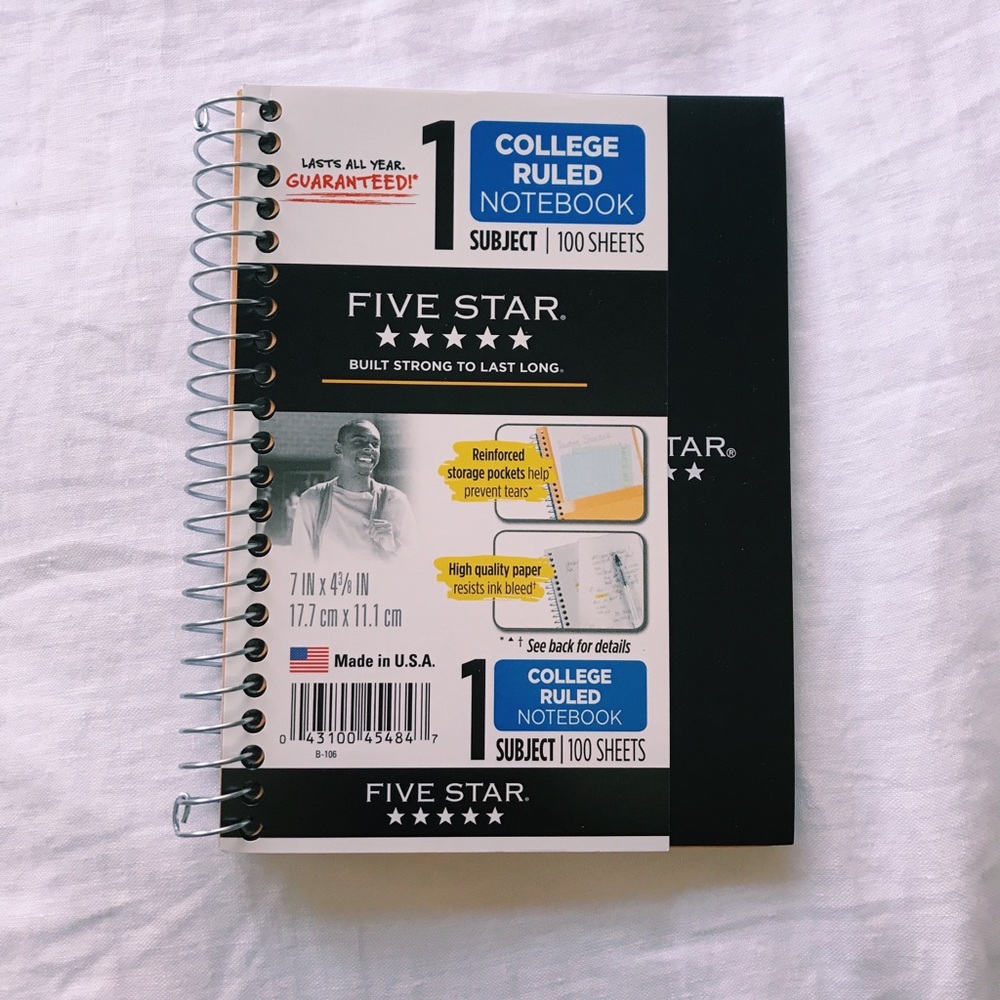 LASTS ALL YEAR.
GUARANTEED!*
1
COLLEGE
RULED
NOTEBOOK
SUBJECT | 100 SHEETS
FIVE STAR®
★★★★★
BUILT STRONG TO LAST LONG®
TAR®
★★
Reinforced
storage pockets help*
prevent tears▲
High quality paper
resists ink bleed†
* ▲ † See back for details
7 IN x 4 3/8 IN
17.7 cm x 11.1 cm
Made in U.S.A.
0 43100 45484 7
B-106
1
COLLEGE
RULED
NOTEBOOK
SUBJECT | 100 SHEETS
FIVE STAR®
★★★★★